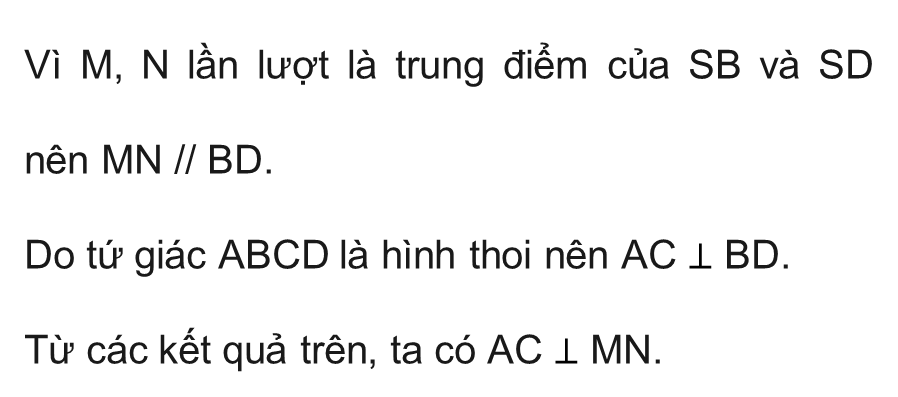 Vì M, N lần lượt là trung điểm của SB và SD
nên MN // BD.
Do tứ giác ABCD là hình thoi nên AC ⊥ BD.
Từ các kết quả trên, ta có AC ⊥ MN.